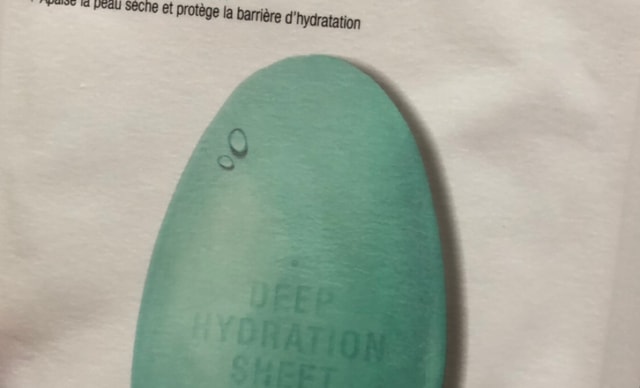 Apaise la peau sèche et protège la barrière d'hydratation
DEEP
HYDRATION
SHEET